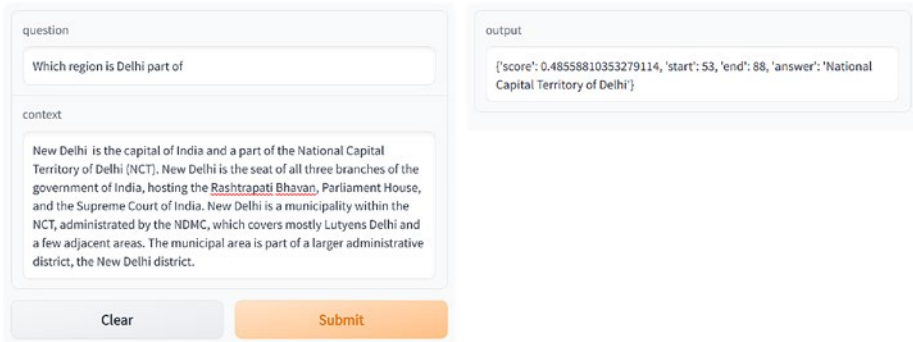 question
Which region is Delhi part of
context
New Delhi  is the capital of India and a part of the National Capital
Territory of Delhi (NCT). New Delhi is the seat of all three branches of the
government of India, hosting the Rashtrapati Bhavan, Parliament House,
and the Supreme Court of India. New Delhi is a municipality within the
NCT, administrated by the NDMC, which covers mostly Lutyens Delhi and
a few adjacent areas. The municipal area is part of a larger administrative
district, the New Delhi district.
Clear
Submit
output
{'score': 0.48558810353279114, 'start': 53, 'end': 88, 'answer': 'National
Capital Territory of Delhi'}